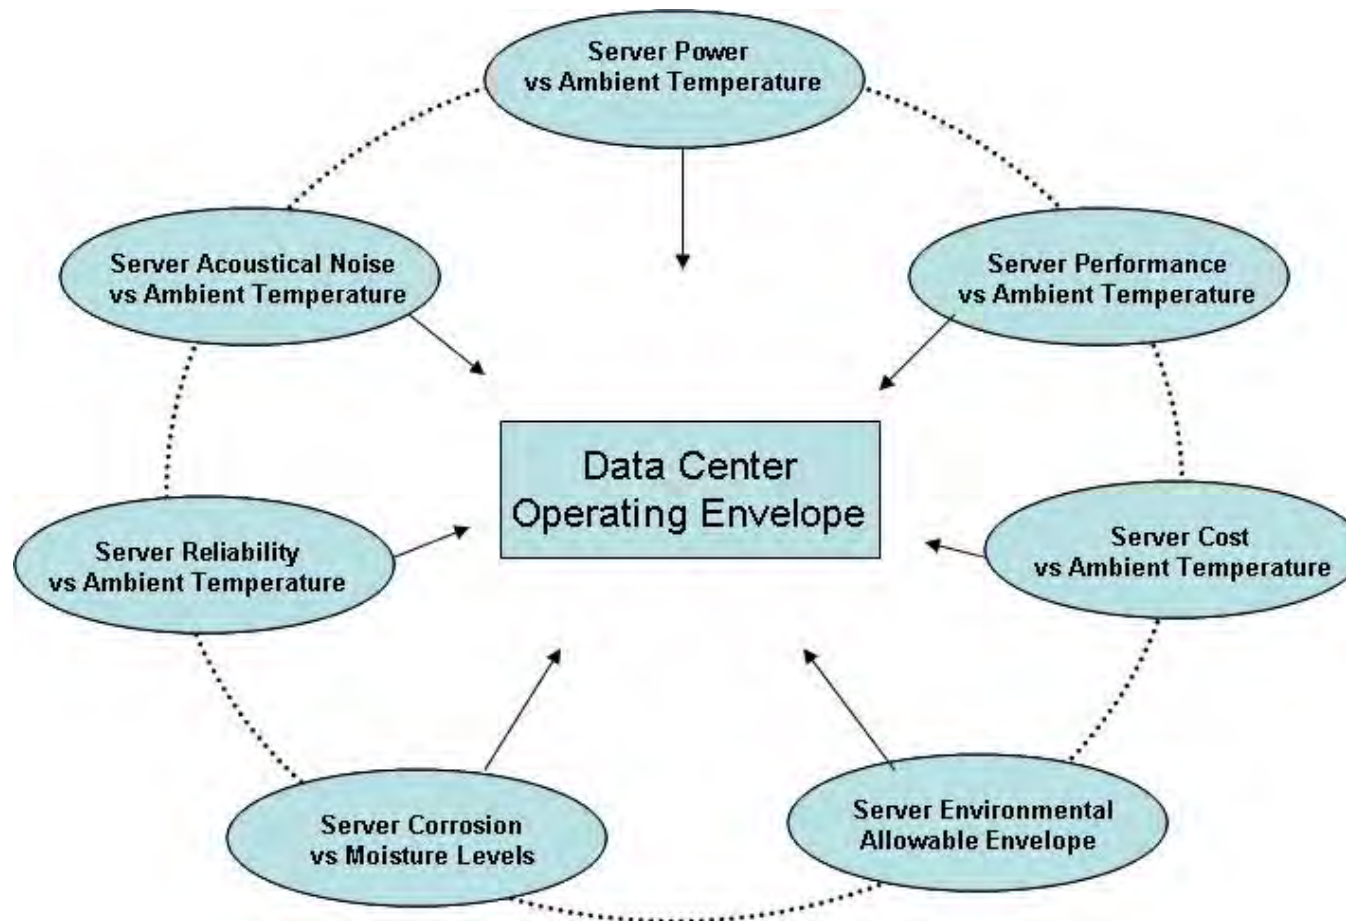 Server Power
vs Ambient Temperature
Server Acoustical Noise
vs Ambient Temperature
Server Performance
vs Ambient Temperature
Data Center
Operating Envelope
Server Reliability
vs Ambient Temperature
Server Cost
vs Ambient Temperature
Server Corrosion
vs Moisture Levels
Server Environmental
Allowable Envelope